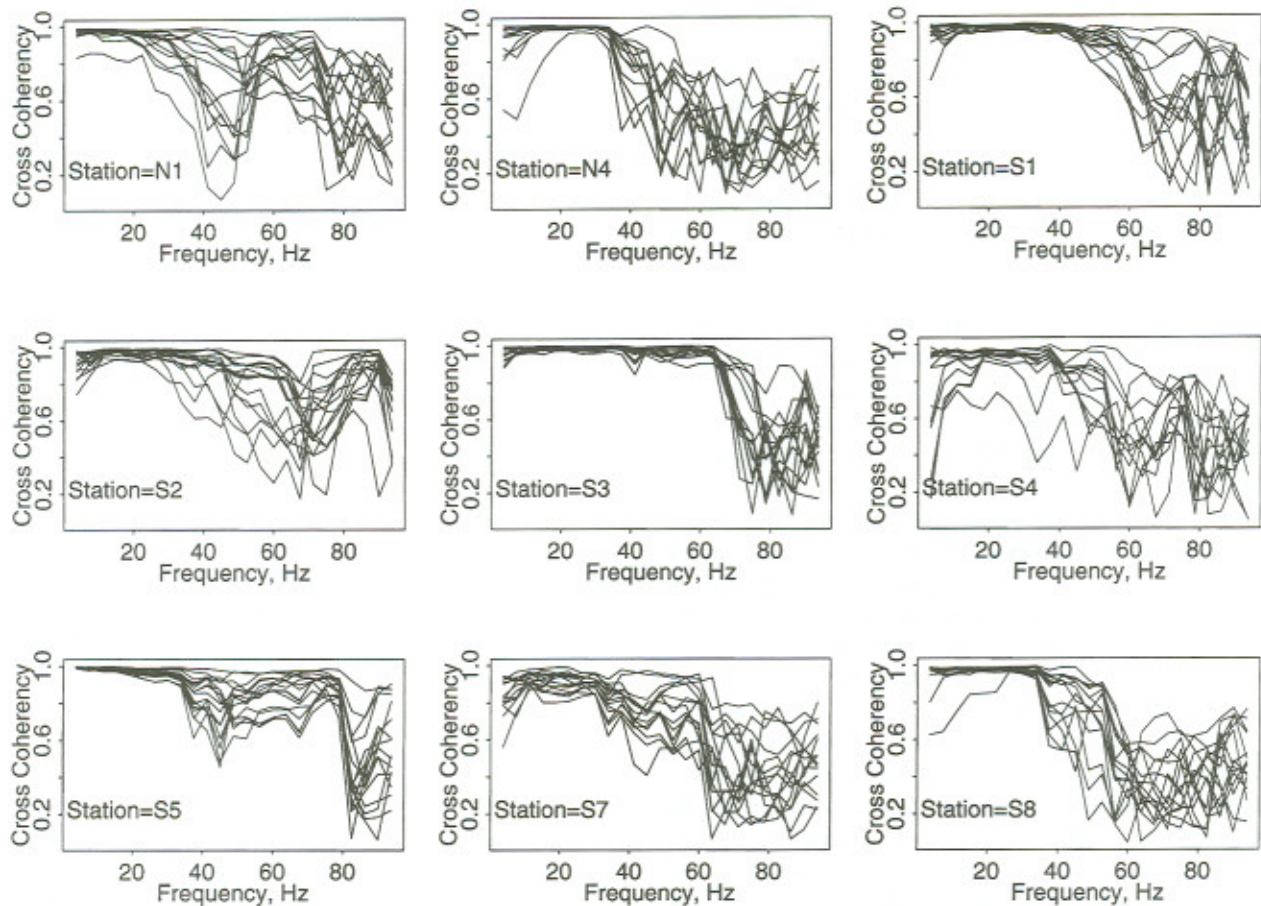 Cross Coherency
0.2 0.6 1.0
Station=N1
20 40 60 80
Frequency, Hz
Cross Coherency
0.2 0.6 1.0
Station=N4
20 40 60 80
Frequency, Hz
Cross Coherency
0.2 0.6 1.0
Station=S1
20 40 60 80
Frequency, Hz
Cross Coherency
0.2 0.6 1.0
Station=S2
20 40 60 80
Frequency, Hz
Cross Coherency
0.2 0.6 1.0
Station=S3
20 40 60 80
Frequency, Hz
Cross Coherency
0.2 0.6 1.0
Station=S4
20 40 60 80
Frequency, Hz
Cross Coherency
0.2 0.6 1.0
Station=S5
20 40 60 80
Frequency, Hz
Cross Coherency
0.2 0.6 1.0
Station=S7
20 40 60 80
Frequency, Hz
Cross Coherency
0.2 0.6 1.0
Station=S8
20 40 60 80
Frequency, Hz